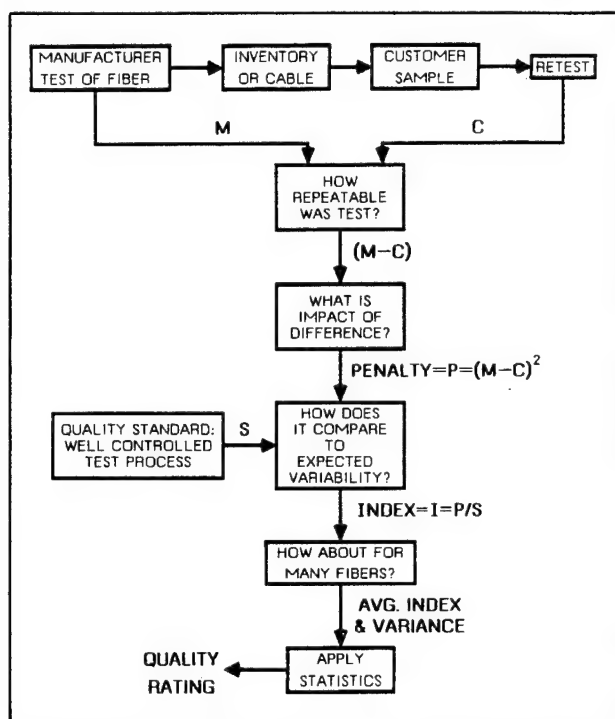 MANUFACTURER
TEST OF FIBER
INVENTORY
OR CABLE
CUSTOMER
SAMPLE
RETEST
M
C
HOW
REPEATABLE
WAS TEST?
(M-C)
WHAT IS
IMPACT OF
DIFFERENCE?
PENALTY=P=(M-C)²
QUALITY STANDARD:
WELL CONTROLLED
TEST PROCESS
S
HOW DOES
IT COMPARE
TO
EXPECTED
VARIABILITY?
INDEX=I=P/S
HOW ABOUT FOR
MANY FIBERS?
AVG. INDEX
& VARIANCE
APPLY
STATISTICS
QUALITY
RATING